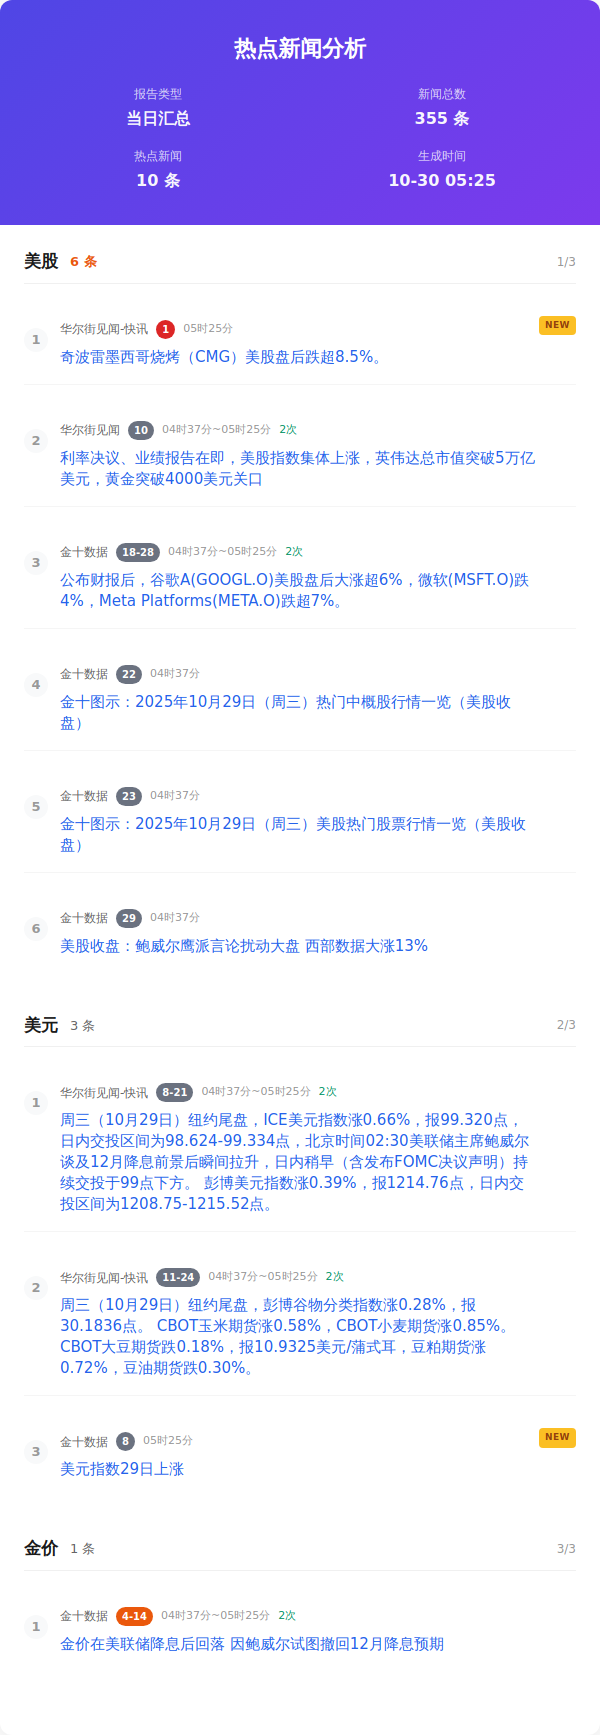 热点新闻分析
报告类型
新闻总数
当日汇总
355 条
热点新闻
生成时间
10 条
10-30 05:25
美股 6 条 1/3
1 华尔街见闻-快讯 1 05时25分 NEW
奇波雷墨西哥烧烤（CMG）美股盘后跌超8.5%。
2 华尔街见闻 10 04时37分~05时25分 2次
利率决议、业绩报告在即，美股指数集体上涨，英伟达总市值突破5万亿
美元，黄金突破4000美元关口
3 金十数据 18-28 04时37分~05时25分 2次
公布财报后，谷歌A(GOOGL.O)美股盘后大涨超6%，微软(MSFT.O)跌
4%，Meta Platforms(META.O)跌超7%。
4 金十数据 22 04时37分
金十图示：2025年10月29日（周三）热门中概股行情一览（美股收
盘）
5 金十数据 23 04时37分
金十图示：2025年10月29日（周三）美股热门股票行情一览（美股收
盘）
6 金十数据 29 04时37分
美股收盘：鲍威尔鹰派言论扰动大盘 西部数据大涨13%
美元 3 条 2/3
1 华尔街见闻-快讯 8-21 04时37分~05时25分 2次
周三（10月29日）纽约尾盘，ICE美元指数涨0.66%，报99.320点，
日内交投区间为98.624-99.334点，北京时间02:30美联储主席鲍威尔
谈及12月降息前景后瞬间拉升，日内稍早（含发布FOMC决议声明）持
续交投于99点下方。 彭博美元指数涨0.39%，报1214.76点，日内交
投区间为1208.75-1215.52点。
2 华尔街见闻-快讯 11-24 04时37分~05时25分 2次
周三（10月29日）纽约尾盘，彭博谷物分类指数涨0.28%，报
30.1836点。 CBOT玉米期货涨0.58%，CBOT小麦期货涨0.85%。
CBOT大豆期货跌0.18%，报10.9325美元/蒲式耳，豆粕期货涨
0.72%，豆油期货跌0.30%。
3 金十数据 8 05时25分 NEW
美元指数29日上涨
金价 1 条 3/3
1 金十数据 4-14 04时37分~05时25分 2次
金价在美联储降息后回落 因鲍威尔试图撤回12月降息预期